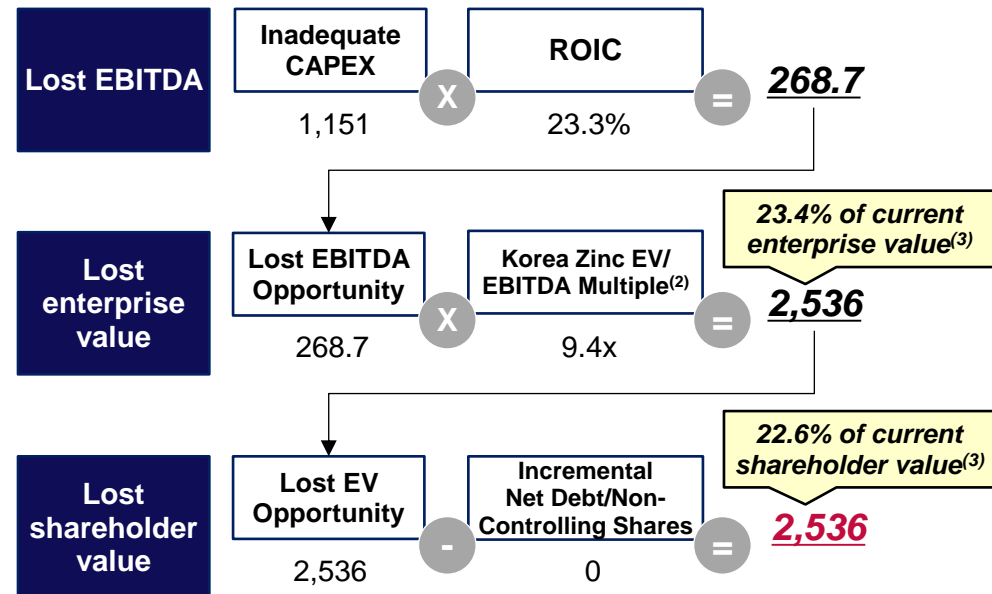 Lost EBITDA
Inadequate
CAPEX
X
ROIC
=
268.7
1,151
23.3%
23.4% of current
enterprise value(3)
Lost
enterprise
value
Lost EBITDA
Opportunity
X
Korea Zinc EV/
EBITDA Multiple(2)
=
2,536
268.7
9.4x
22.6% of current
shareholder value(3)
Lost
shareholder
value
Lost EV
Opportunity
-
Incremental
Net Debt/Non-
Controlling Shares
=
2,536
2,536
0